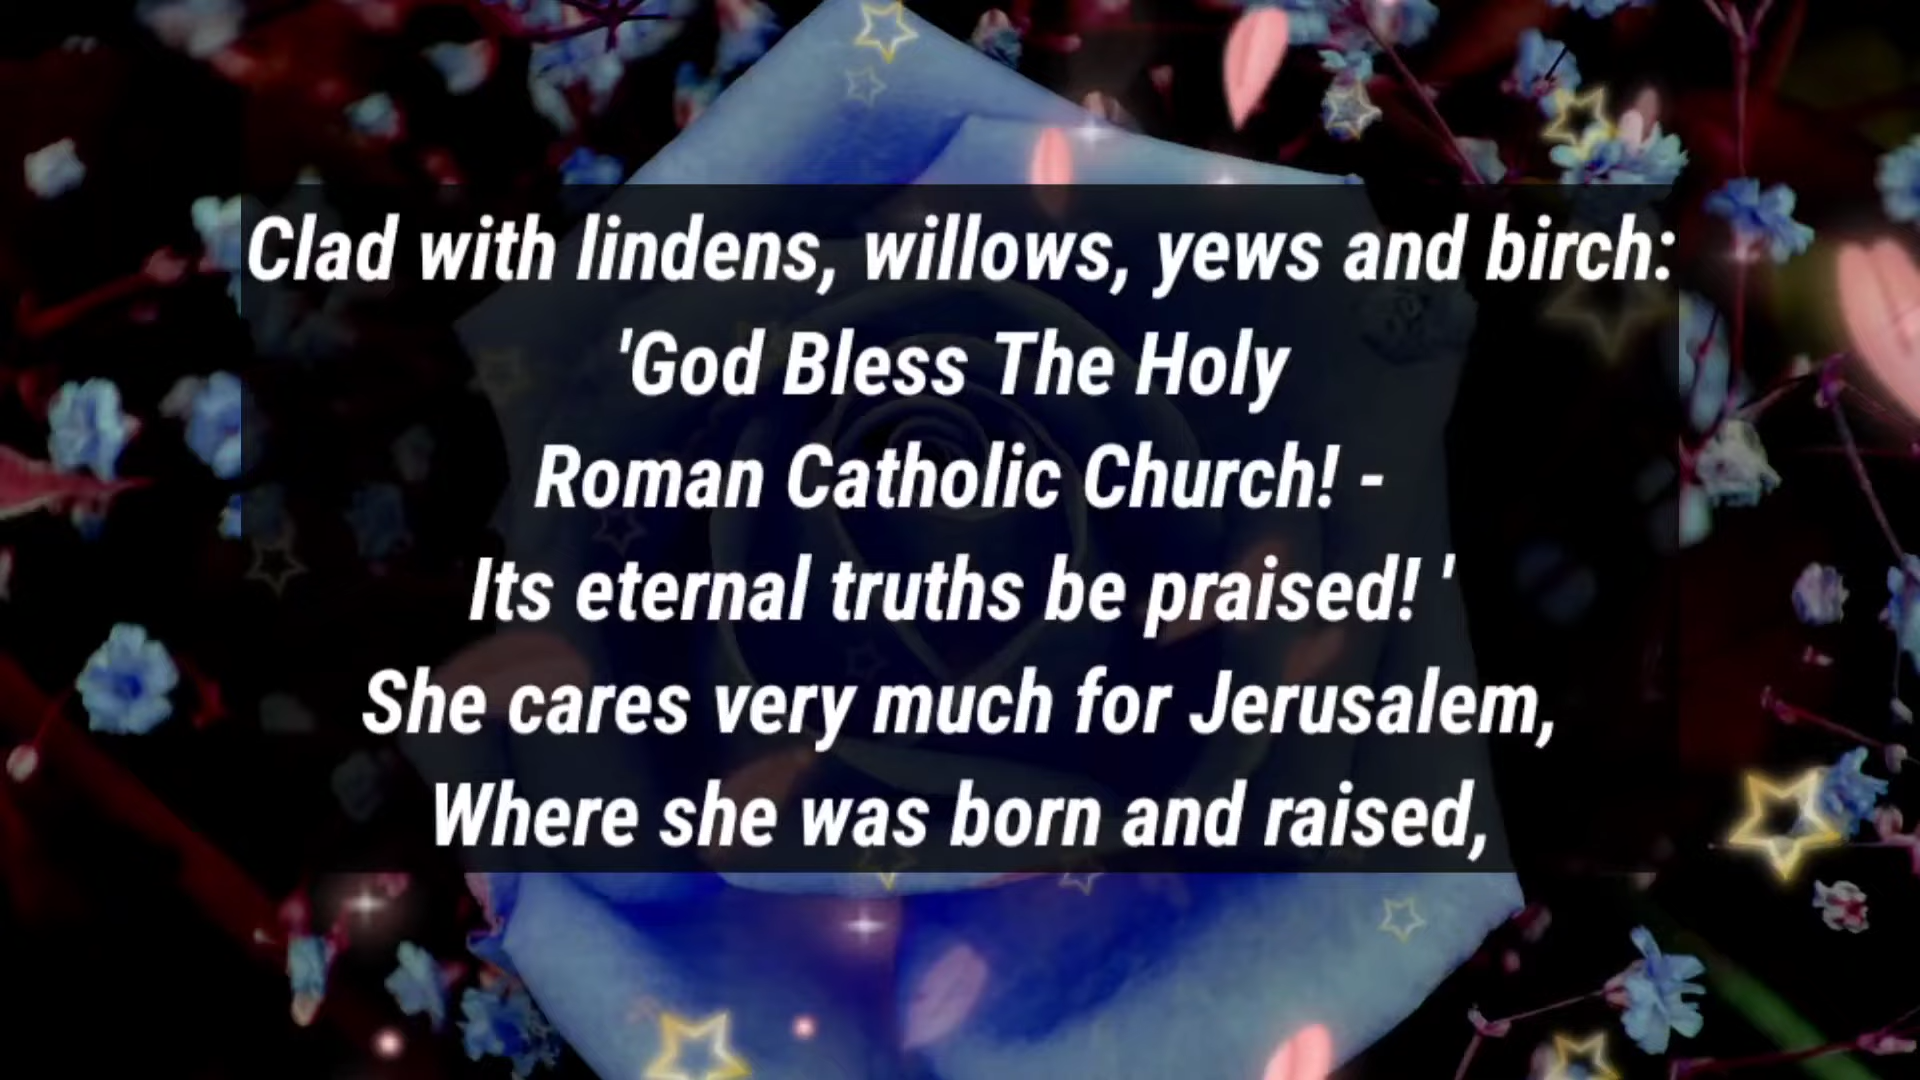 Clad with lindens, willows, yews and birch:
'God Bless The Holy
Roman Catholic Church! -
Its eternal truths be praised! '
She cares very much for Jerusalem,
Where she was born and raised,